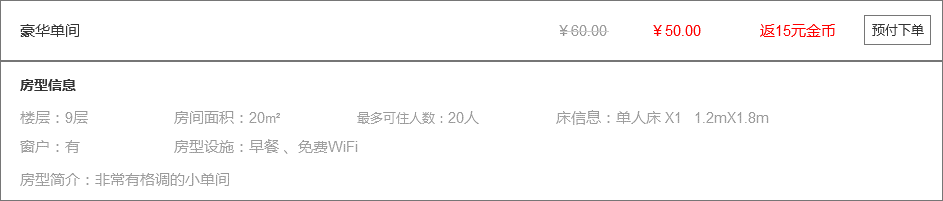 豪华单间 ￥60.00 ￥50.00 返15元金币 预付下单
房型信息
楼层：9层 房间面积：20㎡ 最多可住人数：20人 床信息：单人床 X1 1.2mX1.8m
窗户：有 房型设施：早餐 、免费WiFi
房型简介：非常有格调的小单间